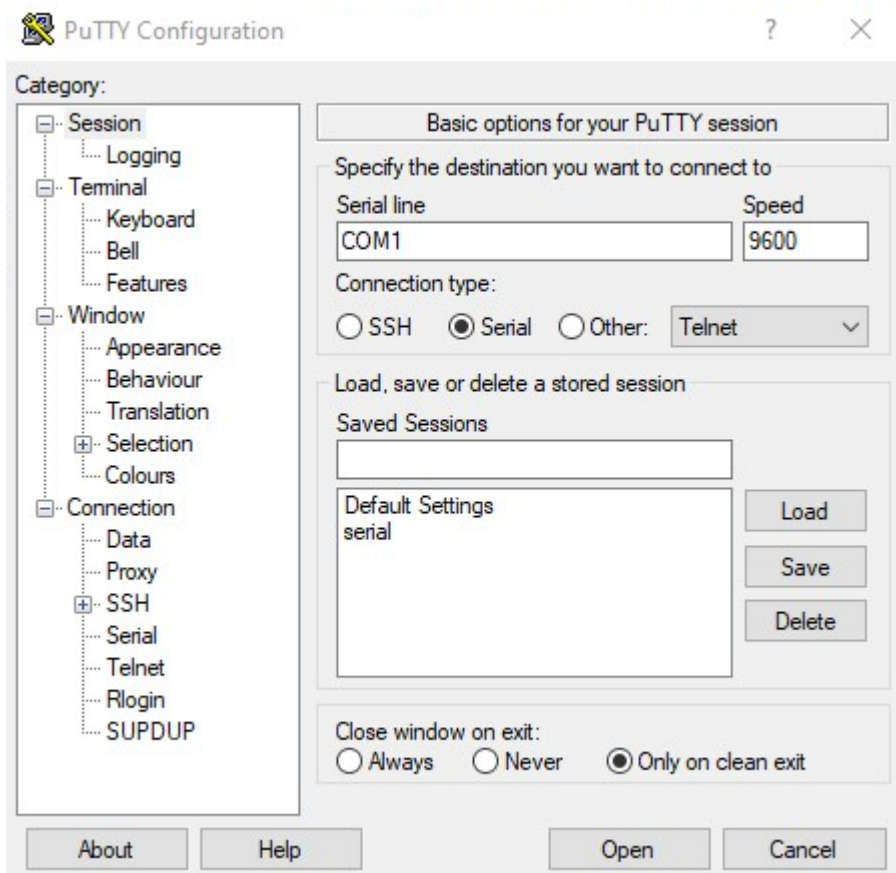 PuTTY Configuration
?
Category:
Session
Logging
Terminal
Keyboard
Bell
Features
Window
Appearance
Behaviour
Translation
Selection
Colours
Connection
Data
Proxy
SSH
Serial
Telnet
Rlogin
SUPDUP
Basic options for your PuTTY session
Specify the destination you want to connect to
Serial line Speed
COM1 9600
Connection type:
SSH Serial Other: Telnet
Load, save or delete a stored session
Saved Sessions
Default Settings
serial
Load
Save
Delete
Close window on exit:
Always Never Only on clean exit
About Help Open Cancel